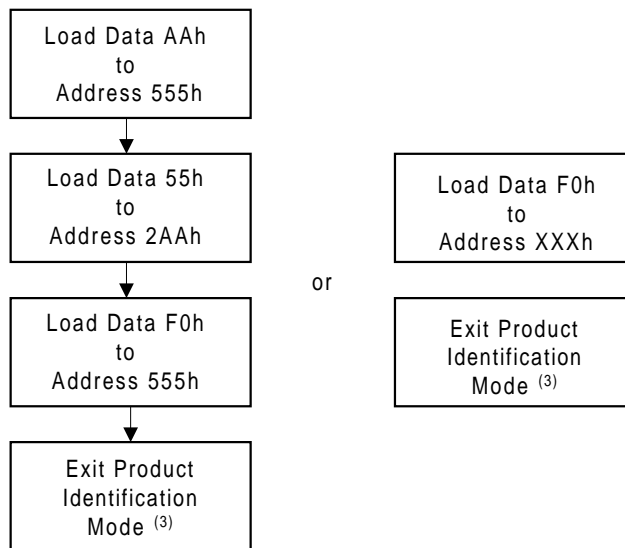 Load Data AAh
to
Address 555h
Load Data 55h
to
Address 2AAh
Load Data F0h
to
Address 555h
Exit Product
Identification
Mode (3)
or
Load Data F0h
to
Address XXXh
Exit Product
Identification
Mode (3)